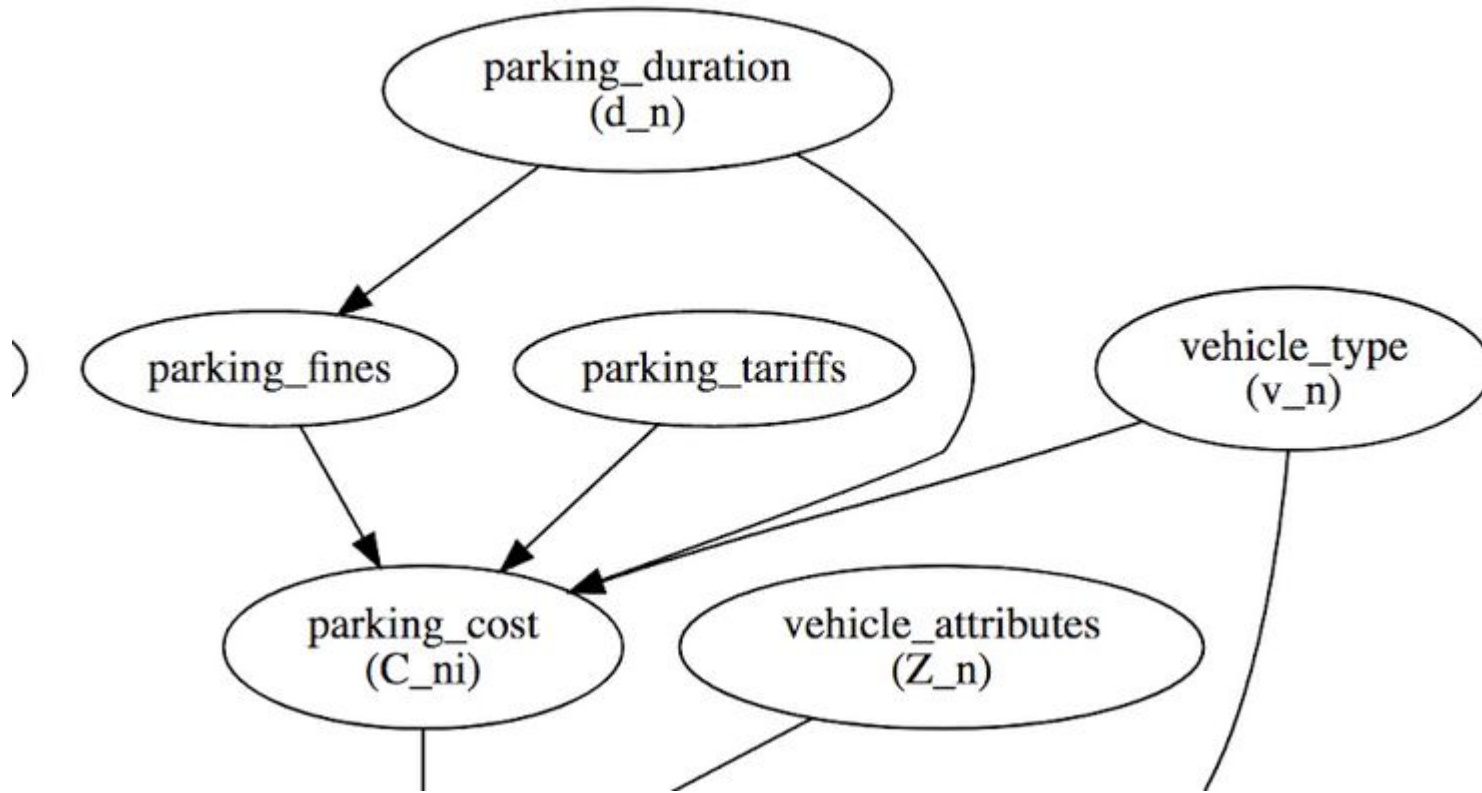 parking_duration
(d_n)
parking_fines
parking_tariffs
vehicle_type
(v_n)
parking_cost
(C_ni)
vehicle_attributes
(Z_n)